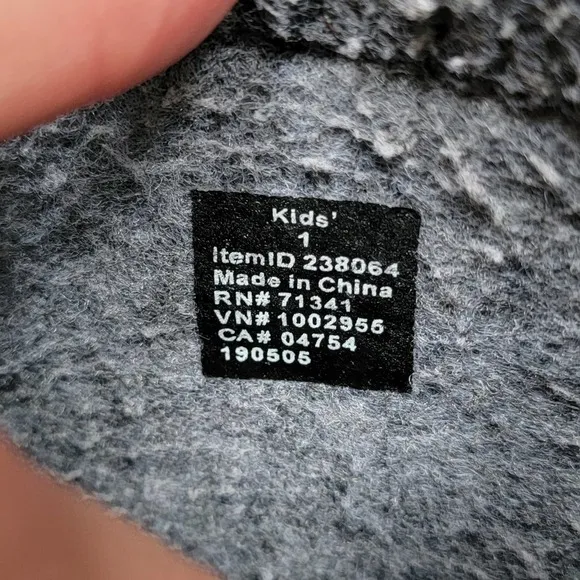 Kids'
1
ItemID 238064
Made in China
RN# 71341
VN# 1002955
CA# 04754
190505